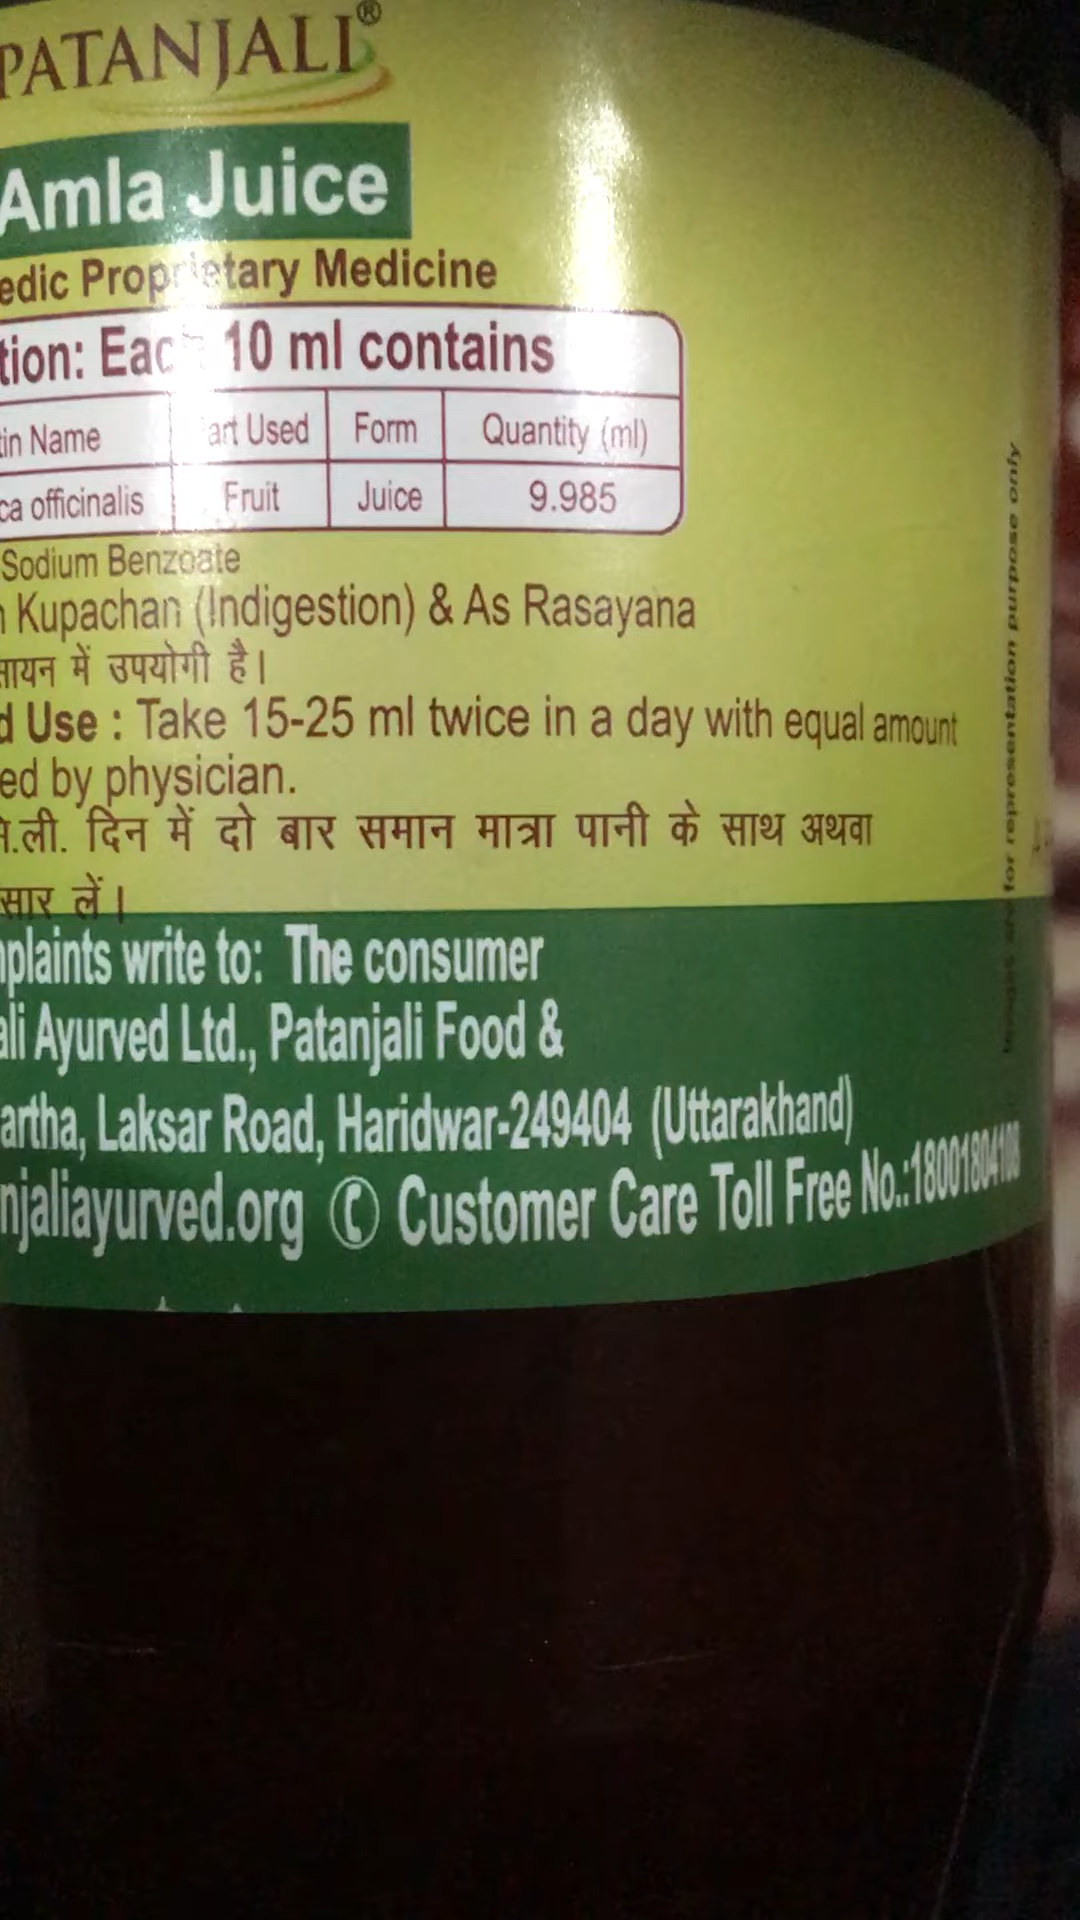 PATANJALI®
Amla Juice
edic Proprietary Medicine
tion: Each 10 ml contains
tin Name art Used Form Quantity (ml)
ca officinalis Fruit Juice 9.985
Sodium Benzoate
n Kupachan (Indigestion) & As Rasayana
सायन में उपयोगी है।
d Use : Take 15-25 ml twice in a day with equal amount
ed by physician.
मि.ली. दिन में दो बार समान मात्रा पानी के साथ अथवा
सार लें।
nplaints write to: The consumer
ali Ayurved Ltd., Patanjali Food &
artha, Laksar Road, Haridwar-249404 (Uttarakhand)
njaliayurved.org Customer Care Toll Free No.:18001804108
for representation purpose only